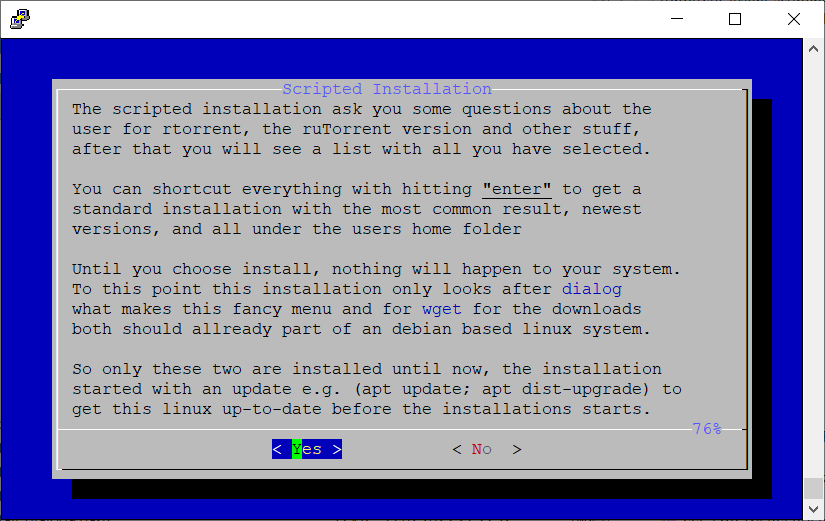 Scripted Installation
The scripted installation ask you some questions about the
user for rtorrent, the ruTorrent version and other stuff,
after that you will see a list with all you have selected.
You can shortcut everything with hitting "enter" to get a
standard installation with the most common result, newest
versions, and all under the users home folder
Until you choose install, nothing will happen to your system.
To this point this installation only looks after dialog
what makes this fancy menu and for wget for the downloads
both should allready part of an debian based linux system.
So only these two are installed until now, the installation
started with an update e.g. (apt update; apt dist-upgrade) to
get this linux up-to-date before the installations starts.
76%
< Yes > < No >